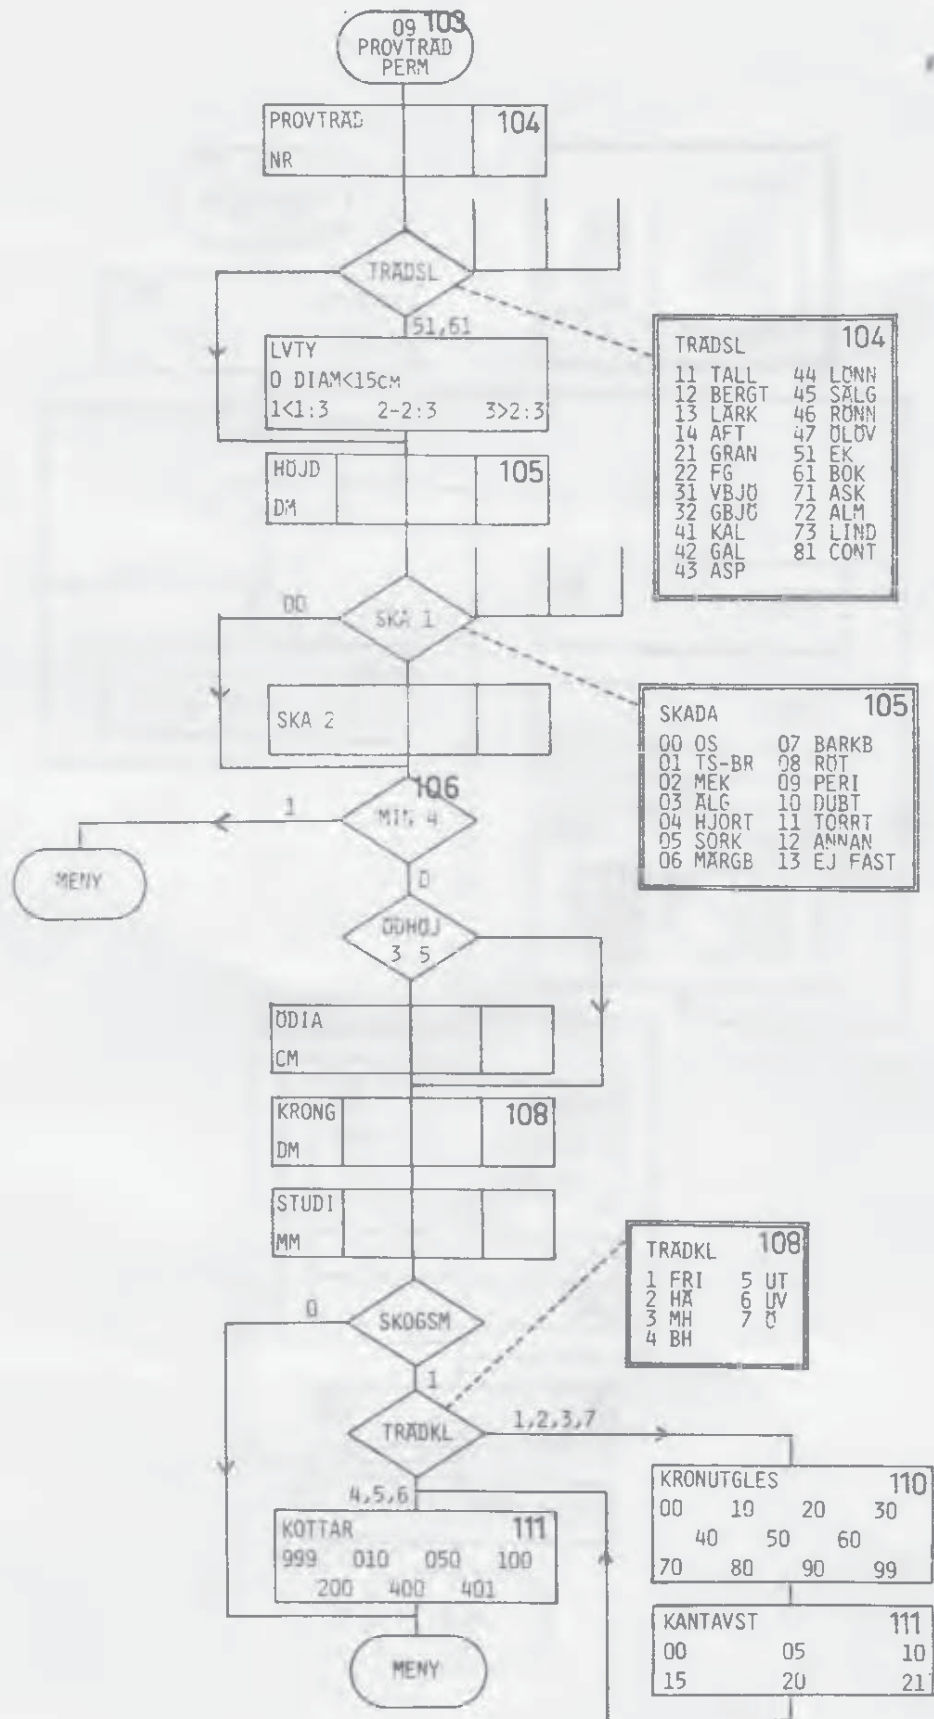 09 103
PROVTRÄD
PERM
PROVTRÄD 104
NR
TRÄDSL
51,61
LVTY
0 DIAM<15CM
1<1:3 2-2:3 3>2:3
TRÄDSL 104
11 TALL 44 LÖNN
12 BERGT 45 SÄLG
13 LÄRK 46 RÖNN
14 AFT 47 ÖLÖV
21 GRAN 51 EK
22 FG 61 BOK
31 VBJÖ 71 ASK
32 GBJÖ 72 ALM
41 KAL 73 LIND
42 GAL 81 CONT
43 ASP
HÖJD 105
DM
00
SKA 1
SKA 2
SKADA 105
00 OS 07 BARKB
01 TS-BR 08 RÖT
02 MEK 09 PERI
03 ÄLG 10 DUBT
04 HJORT 11 TORRT
05 SORK 12 ANNAN
06 MÄRGB 13 EJ FAST
106
1 MIN 4
MENY
0
ÖDHÖJ
3 5
ÖDIA
CM
KRONG 108
DM
STUDI
MM
TRÄDKL 108
1 FRI 5 UT
2 HÄ 6 UV
3 MH 7 Ö
4 BH
0 SKOGSM
1
TRÄDKL 1,2,3,7
4,5,6
KRONUTGLES 110
00 10 20 30
40 50 60
70 80 90 99
KOTTAR 111
999 010 050 100
200 400 401
KANTAVST 111
00 05 10
15 20 21
MENY